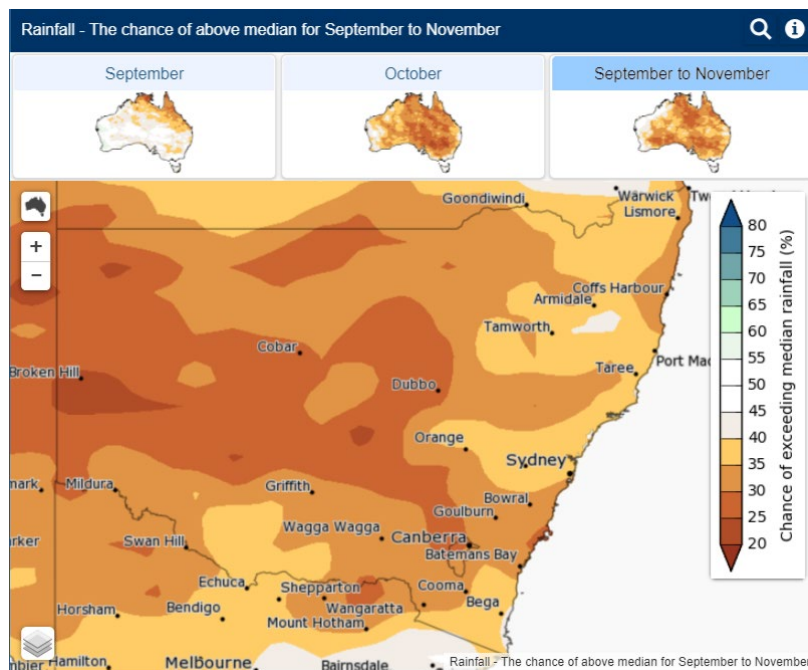 Rainfall - The chance of above median for September to November
September
October
September to November
+
−
Goondiwindi
Warwick
Lismore
Coffs Harbour
Armidale
Tamworth
Cobar
Broken Hill
Port Mac
Taree
Dubbo
Orange
Sydney
Mildura
Griffith
Bowral
Goulburn
Wagga Wagga
Canberra
Swan Hill
Batemans Bay
Echuca
Shepparton
Cooma
Bega
Horsham
Bendigo
Wangaratta
Mount Hotham
Hamilton
Melbourne
Bairnsdale
80
75
70
65
60
55
50
45
40
35
30
25
20
Chance of exceeding median rainfall (%)
Rainfall - The chance of above median for September to November